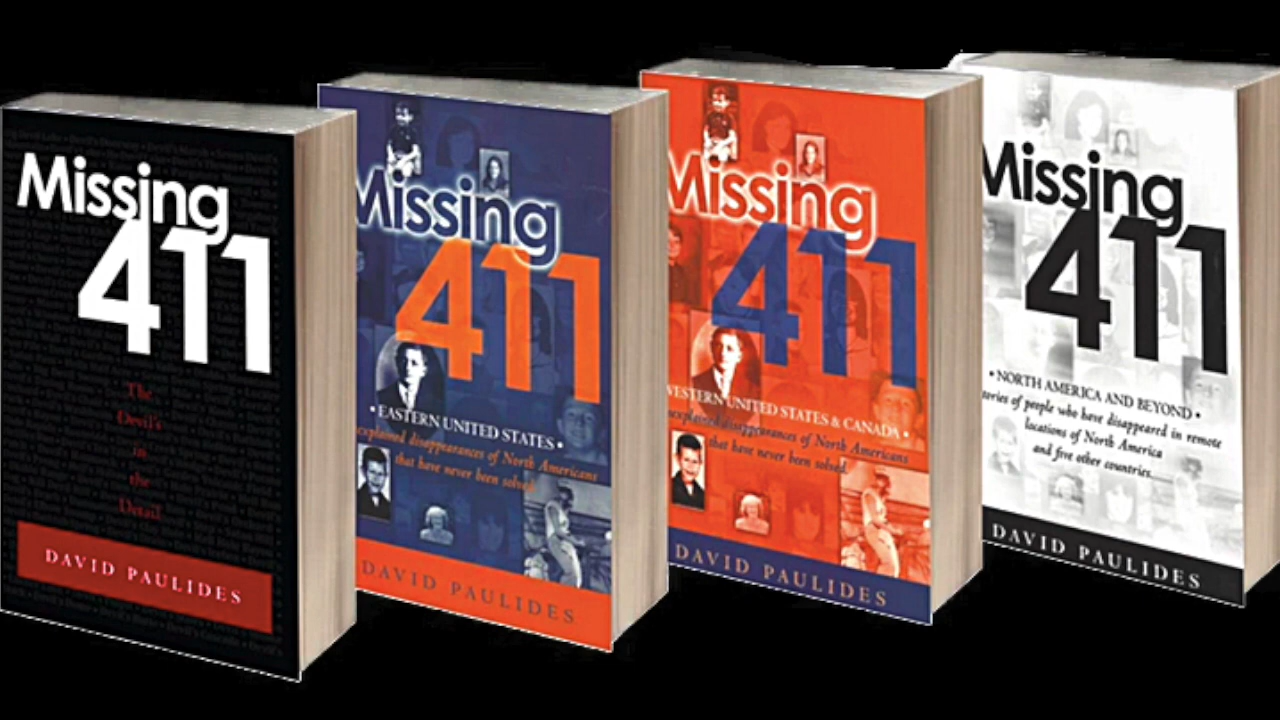 Missing
411
The
Devil's
in
the
Detail
DAVID PAULIDES
Missing
411
• EASTERN UNITED STATES •
disappearances of North Americans
that have never been solved
DAVID PAULIDES
Missing
411
WESTERN UNITED STATES & CANADA •
disappearances of North Americans
that have never been solved
DAVID PAULIDES
Missing
411
• NORTH AMERICA AND BEYOND •
of people who have disappeared in remote
locations of North America
and five other countries
DAVID PAULIDES